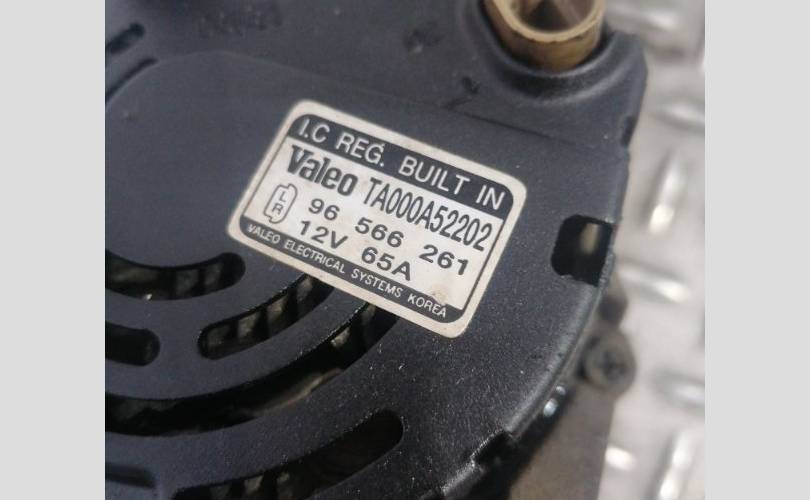 I.C REG. BUILT IN
Valeo TA000A52202
L R 96 566 261
12V 65A
VALEO ELECTRICAL SYSTEMS KOREA